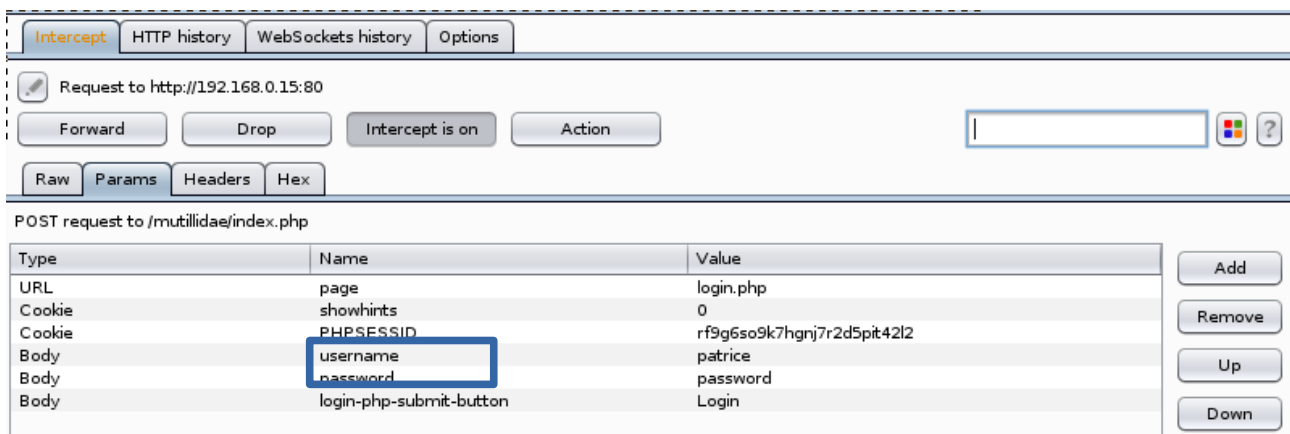 Intercept HTTP history WebSockets history Options
Request to http://192.168.0.15:80
Forward Drop Intercept is on Action ?
Raw Params Headers Hex
POST request to /mutillidae/index.php
Type Name Value
URL page login.php
Cookie showhints 0
Cookie PHPSESSID rf9g6so9k7hgnj7r2d5pit42l2
Body username patrice
Body password password
Body login-php-submit-button Login
Add
Remove
Up
Down